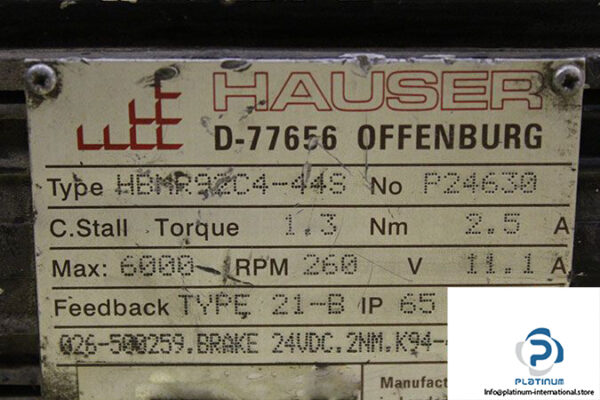 HAUSER
D-77656 OFFENBURG
Type HBMR92C4-44S No P24630
C.Stall Torque 1.3 Nm 2.5 A
Max: 6000 RPM 260 V 11.1 A
Feedback TYPE 21-B IP 65
026-500259.BRAKE 24VDC.2NM.K94-
Manufact
PLATINUM
Info@platinum-international.store